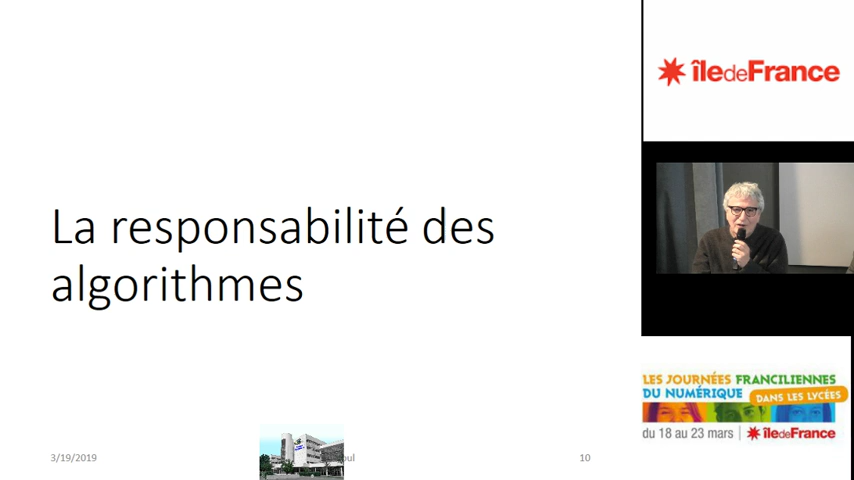 La responsabilité des
algorithmes
3/19/2019
10
îledeFrance
LES JOURNÉES FRANCILIENNES
DU NUMÉRIQUE DANS LES LYCÉES
du 18 au 23 mars | îledeFrance